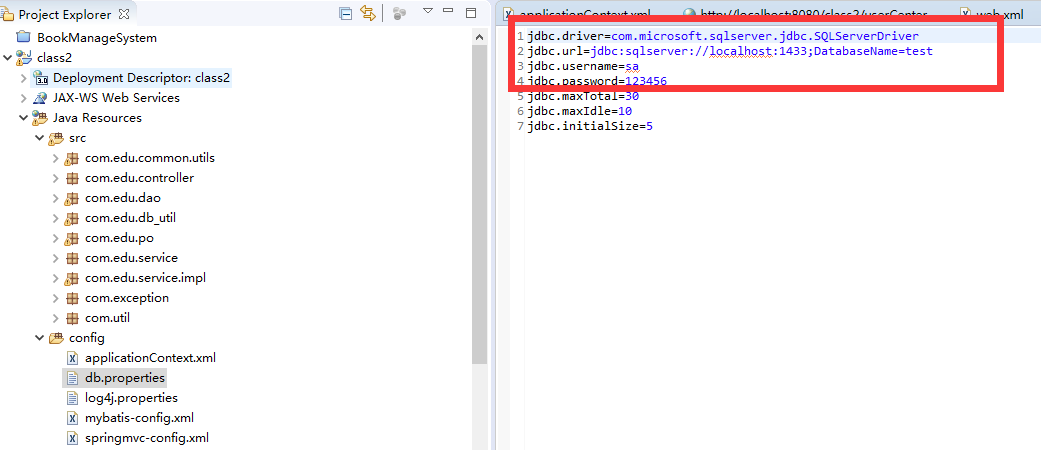 Project Explorer
BookManageSystem
class2
3.0 Deployment Descriptor: class2
JAX-WS Web Services
Java Resources
src
com.edu.common.utils
com.edu.controller
com.edu.dao
com.edu.db_util
com.edu.po
com.edu.service
com.edu.service.impl
com.exception
com.util
config
applicationContext.xml
db.properties
log4j.properties
mybatis-config.xml
springmvc-config.xml
applicationContext.xml http://localhost:8080/class2/userCenter web.xml
1 jdbc.driver=com.microsoft.sqlserver.jdbc.SQLServerDriver
2 jdbc.url=jdbc:sqlserver://localhost:1433;DatabaseName=test
3 jdbc.username=sa
4 jdbc.password=123456
5 jdbc.maxTotal=30
6 jdbc.maxIdle=10
7 jdbc.initialSize=5